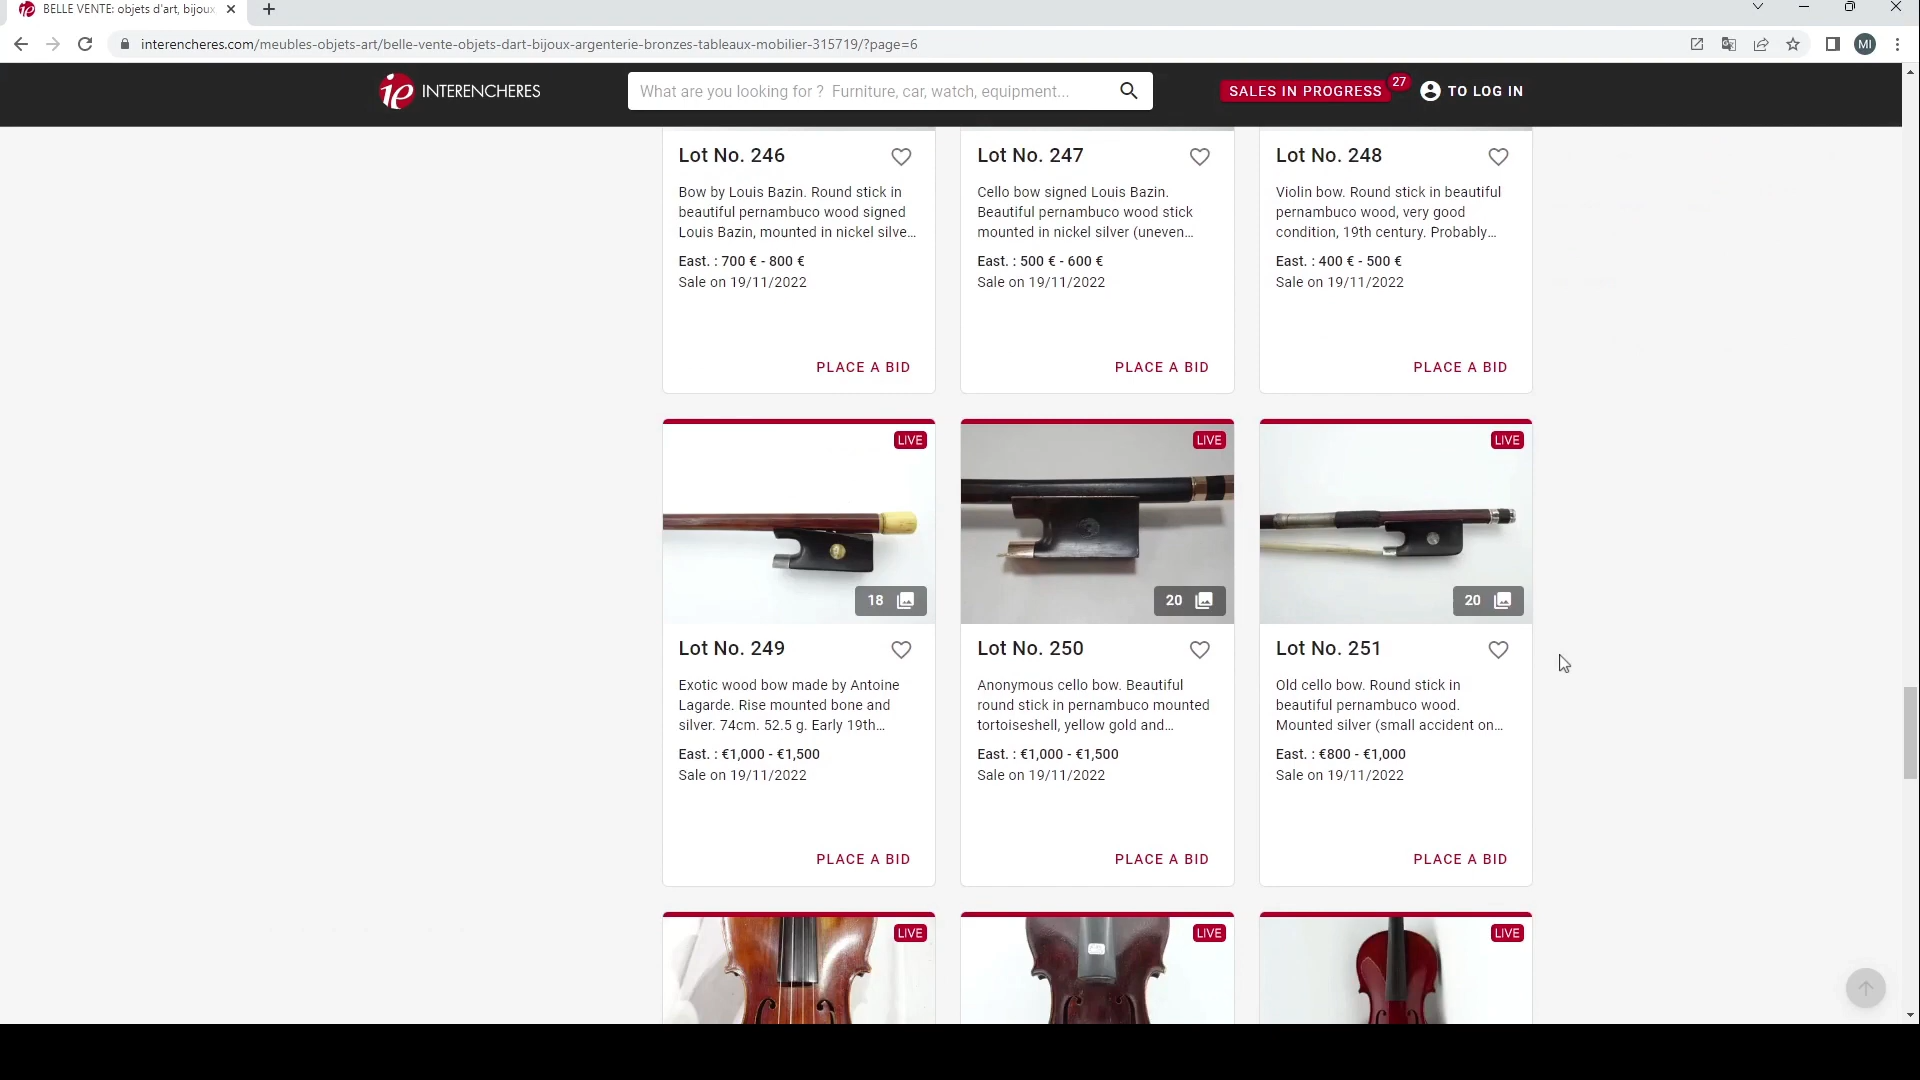 BELLE VENTE: objets d'art, bijoux
interencheres.com/meubles-objets-art/belle-vente-objets-dart-bijoux-argenterie-bronzes-tableaux-mobilier-315719/?page=6
MI
ie INTERENCHERES
What are you looking for ? Furniture, car, watch, equipment...
SALES IN PROGRESS
27
TO LOG IN
Lot No. 246
Bow by Louis Bazin. Round stick in
beautiful pernambuco wood signed
Louis Bazin, mounted in nickel silve...
East. : 700 € - 800 €
Sale on 19/11/2022
PLACE A BID
Lot No. 247
Cello bow signed Louis Bazin.
Beautiful pernambuco wood stick
mounted in nickel silver (uneven...
East. : 500 € - 600 €
Sale on 19/11/2022
PLACE A BID
Lot No. 248
Violin bow. Round stick in beautiful
pernambuco wood, very good
condition, 19th century. Probably...
East. : 400 € - 500 €
Sale on 19/11/2022
PLACE A BID
LIVE
18
Lot No. 249
Exotic wood bow made by Antoine
Lagarde. Rise mounted bone and
silver. 74cm. 52.5 g. Early 19th...
East. : €1,000 - €1,500
Sale on 19/11/2022
PLACE A BID
LIVE
20
Lot No. 250
Anonymous cello bow. Beautiful
round stick in pernambuco mounted
tortoiseshell, yellow gold and...
East. : €1,000 - €1,500
Sale on 19/11/2022
PLACE A BID
LIVE
20
Lot No. 251
Old cello bow. Round stick in
beautiful pernambuco wood.
Mounted silver (small accident on...
East. : €800 - €1,000
Sale on 19/11/2022
PLACE A BID
LIVE
LIVE
LIVE